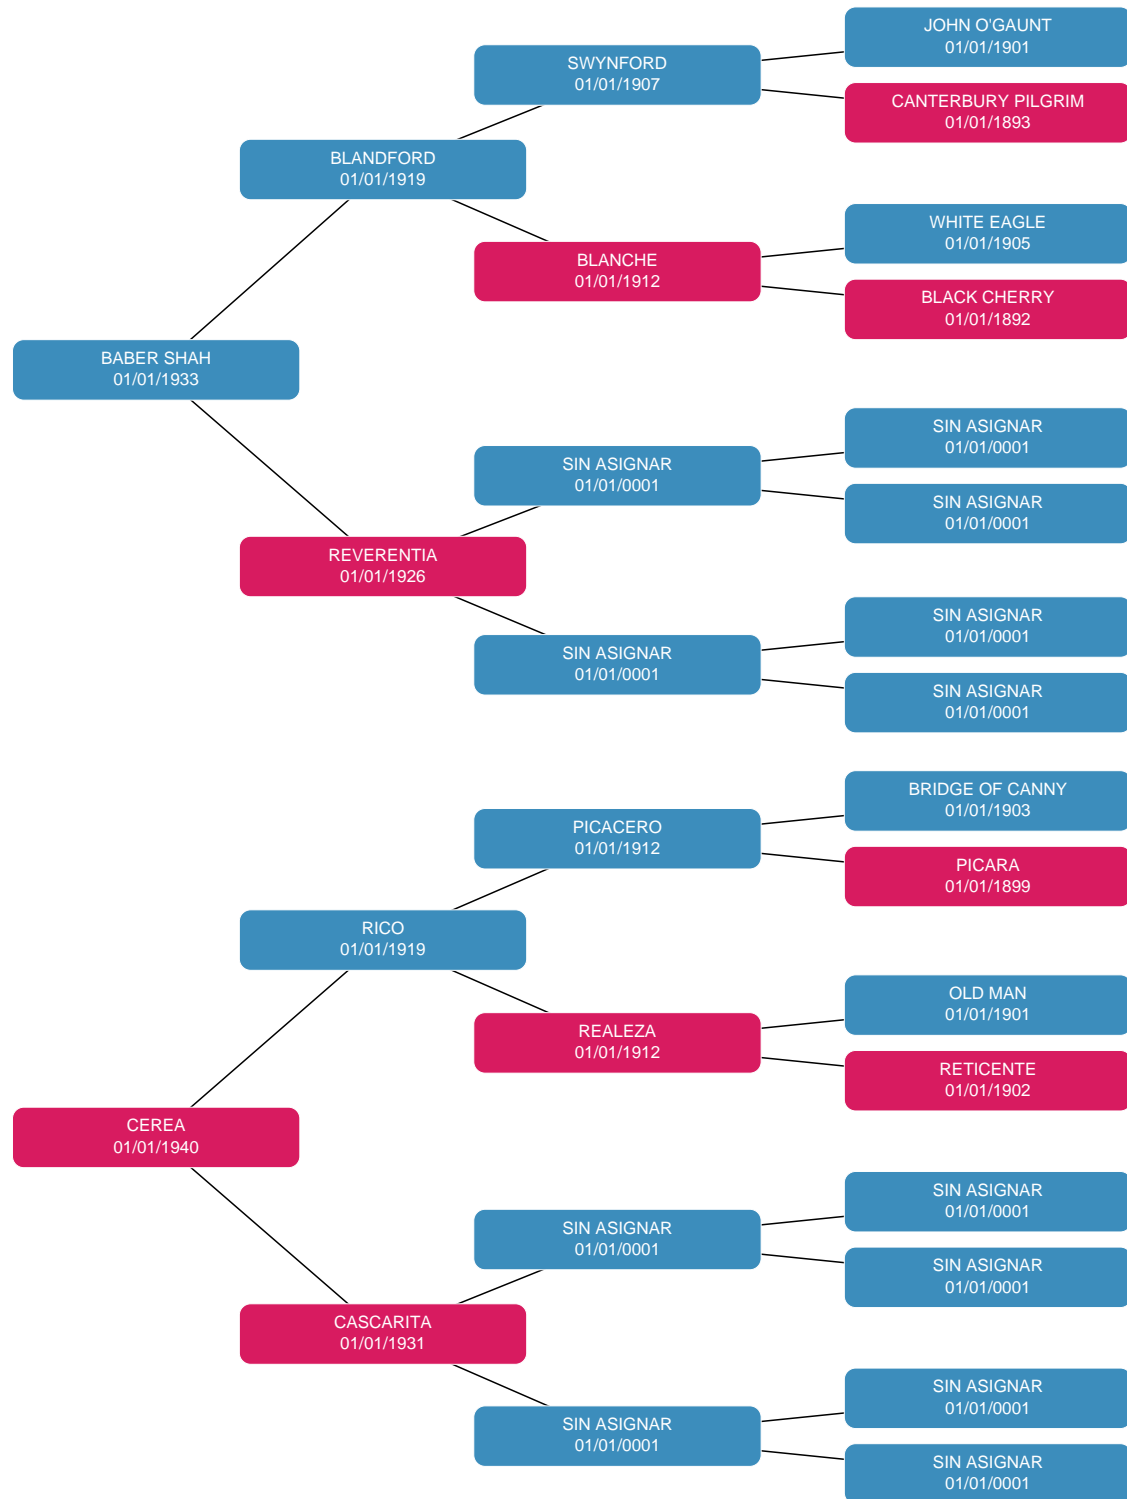 JOHN O'GAUNT
01/01/1901
SWYNFORD
01/01/1907
CANTERBURY PILGRIM
01/01/1893
BLANDFORD
01/01/1919
WHITE EAGLE
01/01/1905
BLANCHE
01/01/1912
BLACK CHERRY
01/01/1892
BABER SHAH
01/01/1933
SIN ASIGNAR
01/01/0001
SIN ASIGNAR
01/01/0001
SIN ASIGNAR
01/01/0001
REVERENTIA
01/01/1926
SIN ASIGNAR
01/01/0001
SIN ASIGNAR
01/01/0001
SIN ASIGNAR
01/01/0001
BRIDGE OF CANNY
01/01/1903
PICACERO
01/01/1912
PICARA
01/01/1899
RICO
01/01/1919
OLD MAN
01/01/1901
REALEZA
01/01/1912
RETICENTE
01/01/1902
CEREA
01/01/1940
SIN ASIGNAR
01/01/0001
SIN ASIGNAR
01/01/0001
SIN ASIGNAR
01/01/0001
CASCARITA
01/01/1931
SIN ASIGNAR
01/01/0001
SIN ASIGNAR
01/01/0001
SIN ASIGNAR
01/01/0001